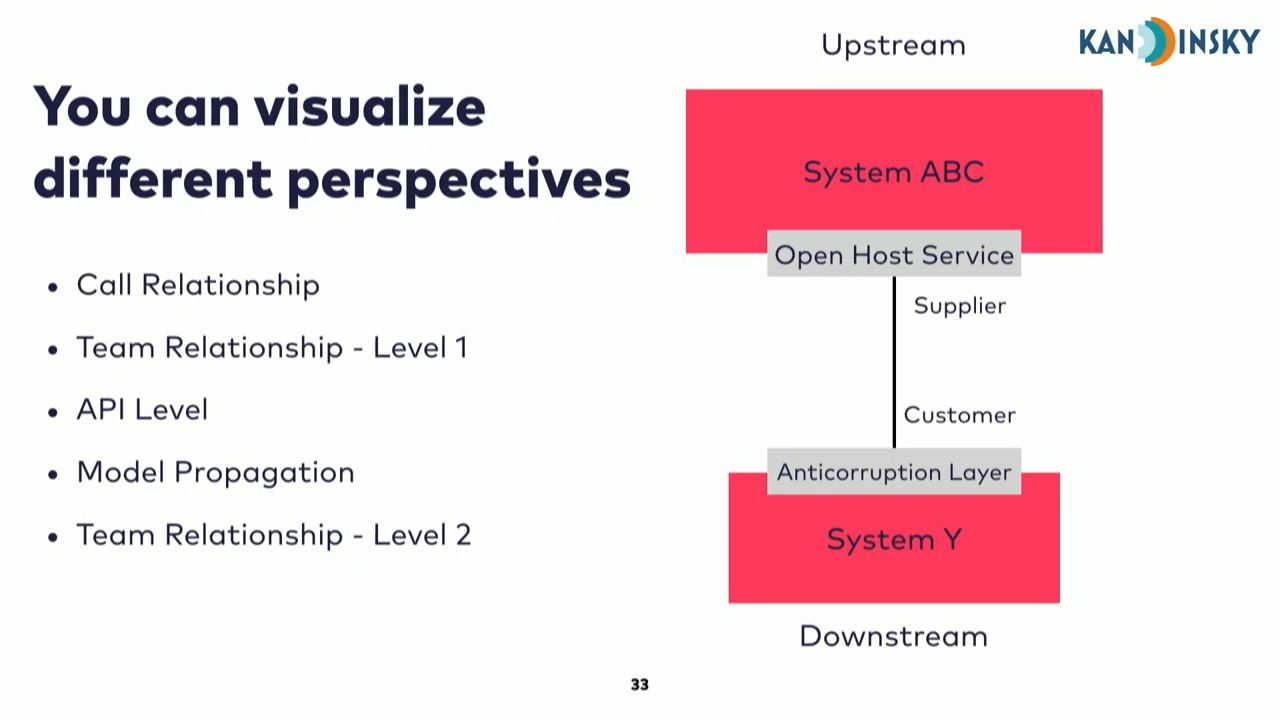 Upstream
KANDINSKY
You can visualize
different perspectives
System ABC
Open Host Service
• Call Relationship
Supplier
• Team Relationship - Level 1
• API Level
Customer
• Model Propagation
Anticorruption Layer
• Team Relationship - Level 2
System Y
Downstream
33